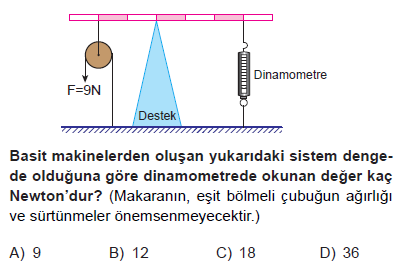 Dinamometre
F=9N
Destek
Basit makinelerden oluşan yukarıdaki sistem denge-
de olduğuna göre dinamometrede okunan değer kaç
Newton'dur? (Makaranın, eşit bölmeli çubuğun ağırlığı
ve sürtünmeler önemsenmeyecektir.)
A) 9 B) 12 C) 18 D) 36